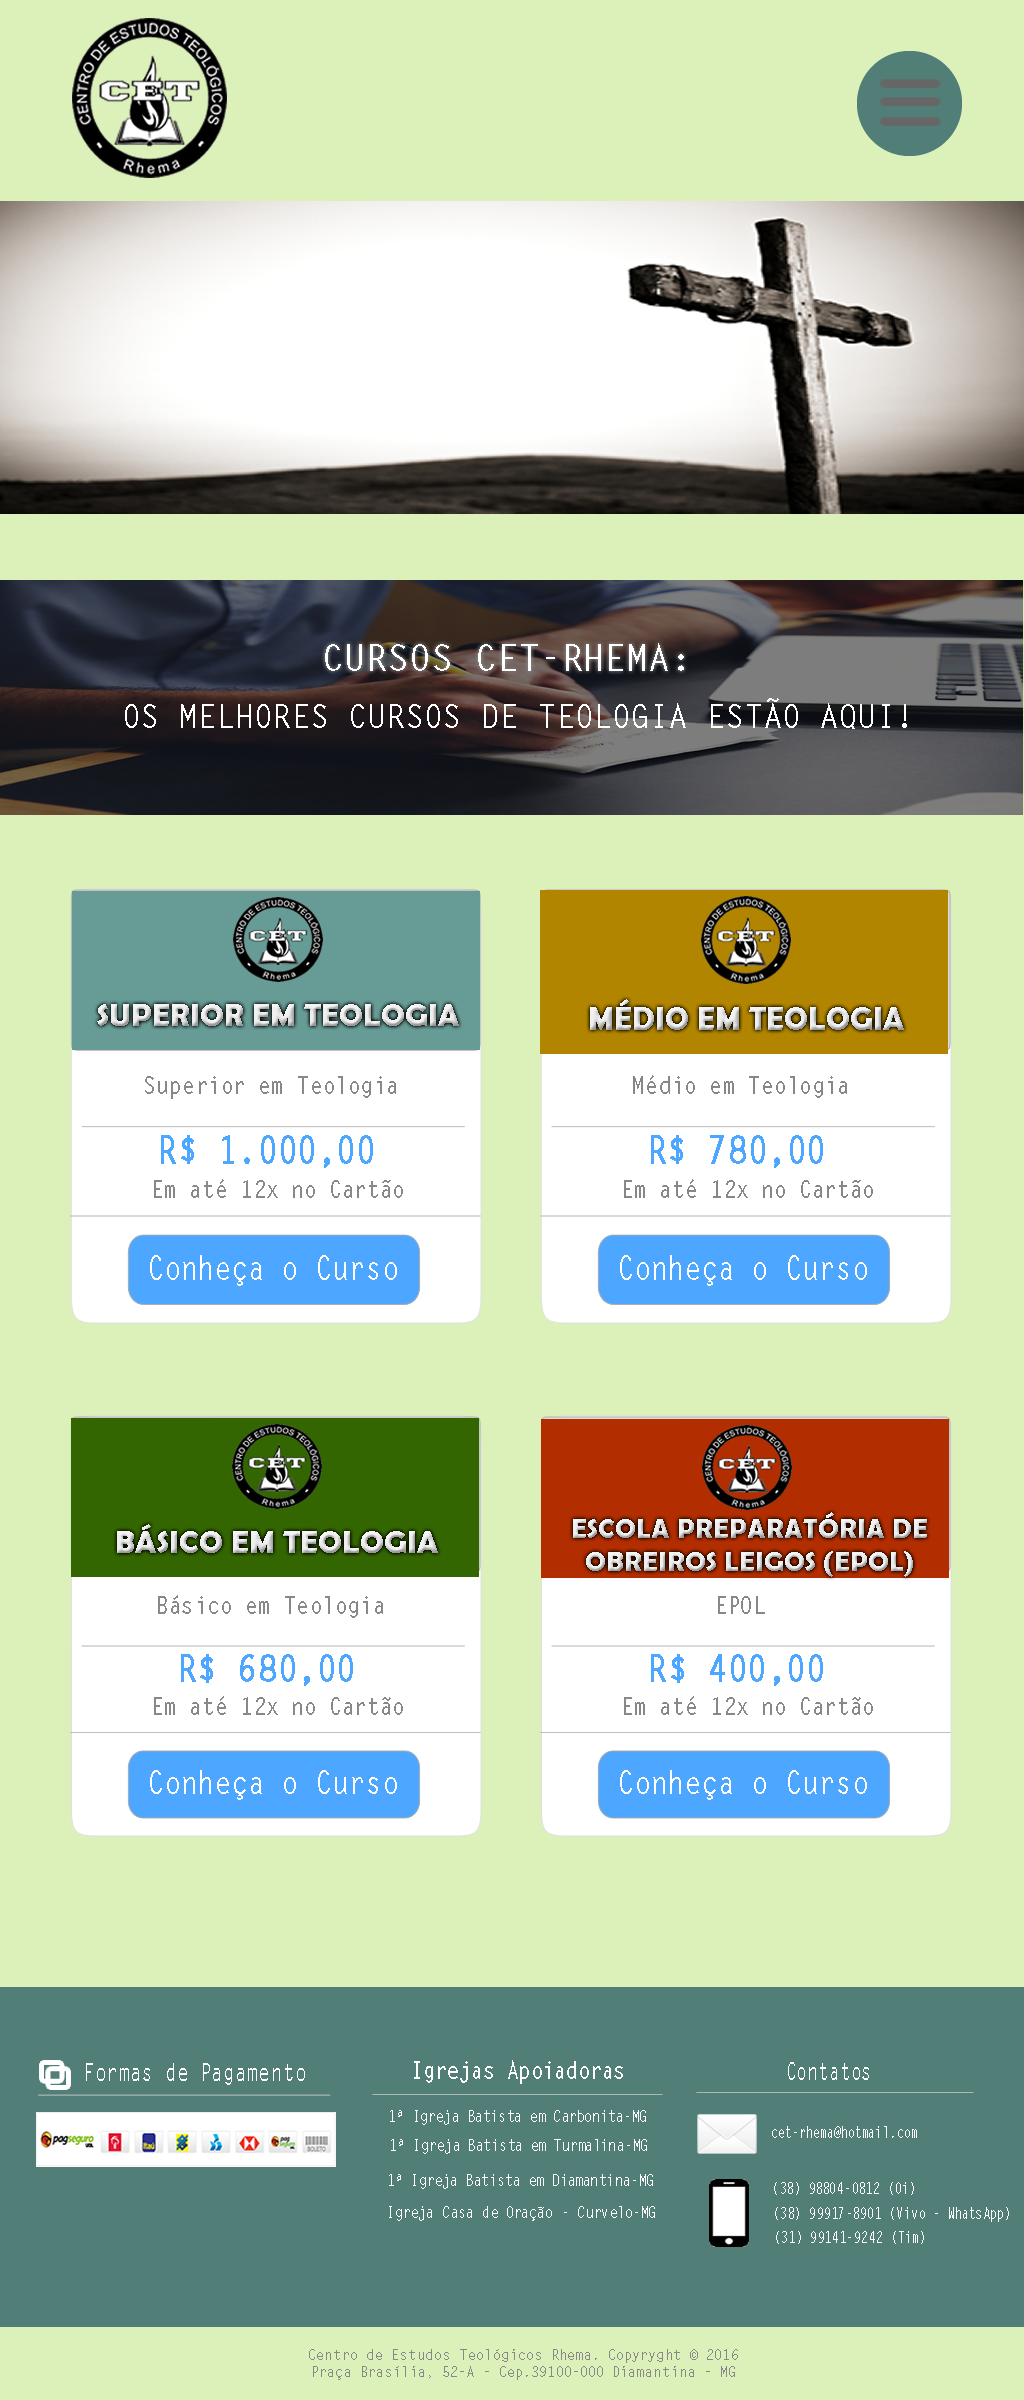 CENTRO DE ESTUDOS TEOLÓGICOS
CET
Rhema
CURSOS CET-RHEMA:
OS MELHORES CURSOS DE TEOLOGIA ESTÃO AQUI!
CENTRO DE ESTUDOS TEOLÓGICOS
CET
Rhema
SUPERIOR EM TEOLOGIA
Superior em Teologia
R$ 1.000,00
Em até 12x no Cartão
Conheça o Curso
CENTRO DE ESTUDOS TEOLÓGICOS
CET
Rhema
MÉDIO EM TEOLOGIA
Médio em Teologia
R$ 780,00
Em até 12x no Cartão
Conheça o Curso
CENTRO DE ESTUDOS TEOLÓGICOS
CET
Rhema
BÁSICO EM TEOLOGIA
Básico em Teologia
R$ 680,00
Em até 12x no Cartão
Conheça o Curso
CENTRO DE ESTUDOS TEOLÓGICOS
CET
Rhema
ESCOLA PREPARATÓRIA DE
OBREIROS LEIGOS (EPOL)
EPOL
R$ 400,00
Em até 12x no Cartão
Conheça o Curso
Formas de Pagamento
pagseguro
UOL
Itaú
BOLETO
Igrejas Apoiadoras
1ª Igreja Batista em Carbonita-MG
1ª Igreja Batista em Turmalina-MG
1ª Igreja Batista em Diamantina-MG
Igreja Casa de Oração - Curvelo-MG
Contatos
cet-rhema@hotmail.com
(38) 98804-0812 (Oi)
(38) 99917-8901 (Vivo - WhatsApp)
(31) 99141-9242 (Tim)
Centro de Estudos Teológicos Rhema. Copyryght © 2016
Praça Brasília, 52-A - Cep.39100-000 Diamantina - MG